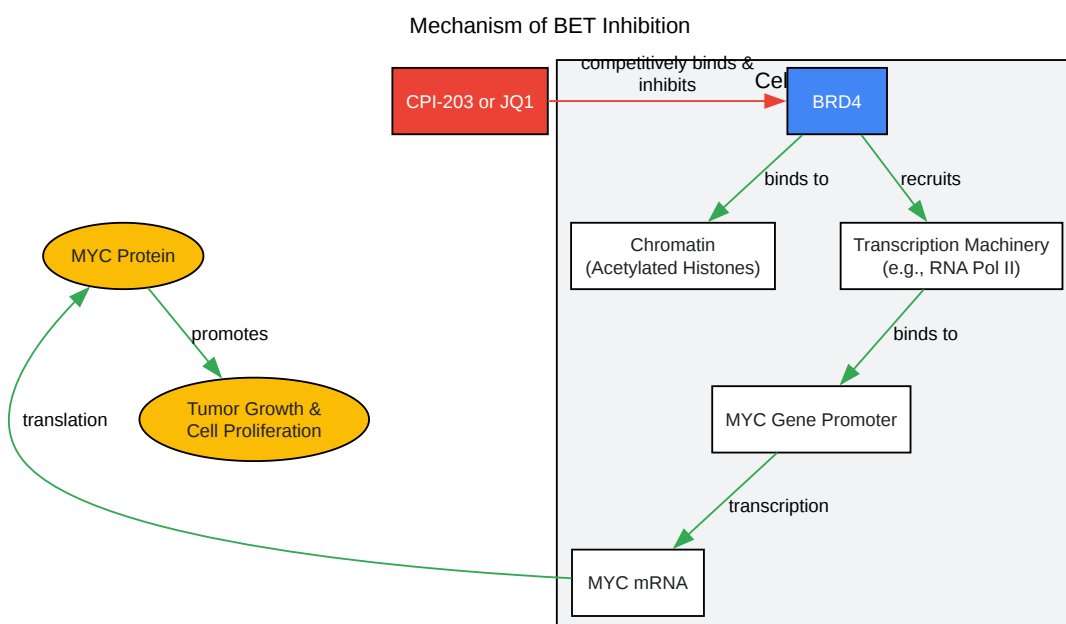 Mechanism of BET Inhibition
competitively binds &
inhibits
Cel
CPI-203 or JQ1
BRD4
binds to
recruits
MYC Protein
Chromatin
(Acetylated Histones)
Transcription Machinery
(e.g., RNA Pol II)
promotes
binds to
translation
Tumor Growth &
Cell Proliferation
MYC Gene Promoter
transcription
MYC mRNA